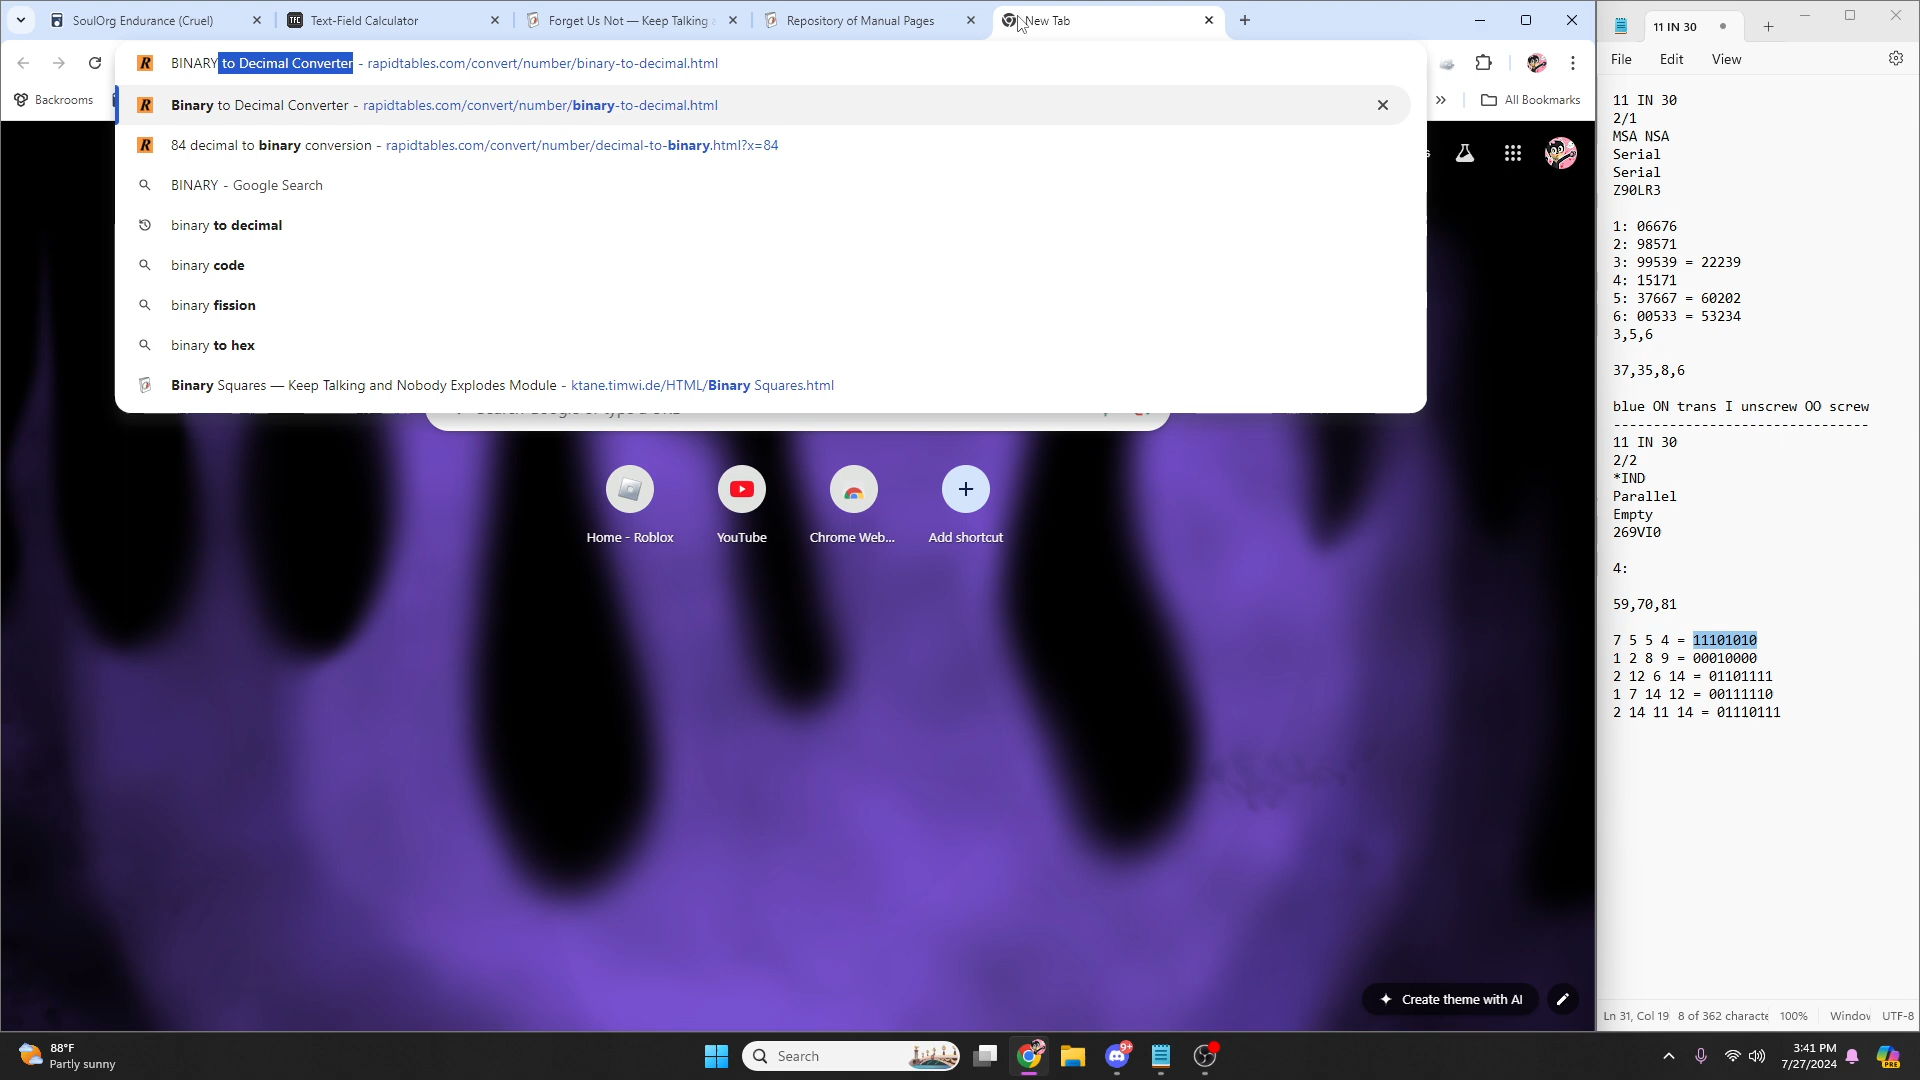 SoulOrg Endurance (Cruel)
TFC Text-Field Calculator
Forget Us Not — Keep Talking
Repository of Manual Pages
New Tab
BINARY to Decimal Converter - rapidtables.com/convert/number/binary-to-decimal.html
Backrooms
All Bookmarks
Binary to Decimal Converter - rapidtables.com/convert/number/binary-to-decimal.html
84 decimal to binary conversion - rapidtables.com/convert/number/decimal-to-binary.html?x=84
BINARY - Google Search
binary to decimal
binary code
binary fission
binary to hex
Binary Squares — Keep Talking and Nobody Explodes Module - ktane.timwi.de/HTML/Binary Squares.html
Home - Roblox
YouTube
Chrome Web...
Add shortcut
Create theme with AI
11 IN 30
File Edit View
11 IN 30
2/1
MSA NSA
Serial
Serial
Z90LR3
1: 06676
2: 98571
3: 99539 = 22239
4: 15171
5: 37667 = 60202
6: 00533 = 53234
3,5,6
37,35,8,6
blue ON trans I unscrew OO screw
--------------------------------
11 IN 30
2/2
*IND
Parallel
Empty
269VI0
4:
59,70,81
7 5 5 4 = 11101010
1 2 8 9 = 00010000
2 12 6 14 = 01101111
1 7 14 12 = 00111110
2 14 11 14 = 01110111
Ln 31, Col 19 8 of 362 characte 100% Window UTF-8
88°F
Partly sunny
Search
9+
3:41 PM
7/27/2024
PRE